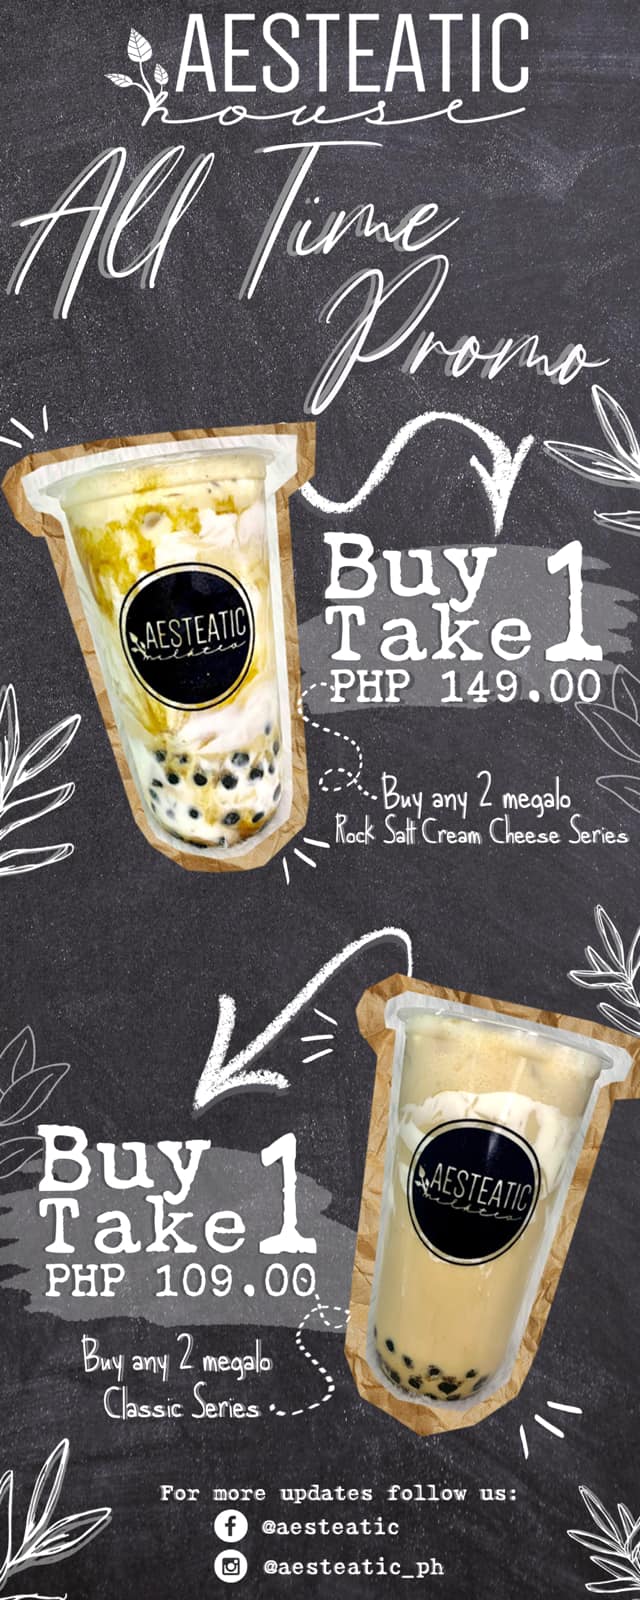 AESTEATIC
house
All Time
Promo
AESTEATIC
milktea
Buy 1
Take
PHP 149.00
Buy any 2 megalo
Rock Salt Cream Cheese Series
AESTEATIC
milktea
Buy 1
Take
PHP 109.00
Buy any 2 megalo
Classic Series
For more updates follow us:
@aesteatic
@aesteatic_ph